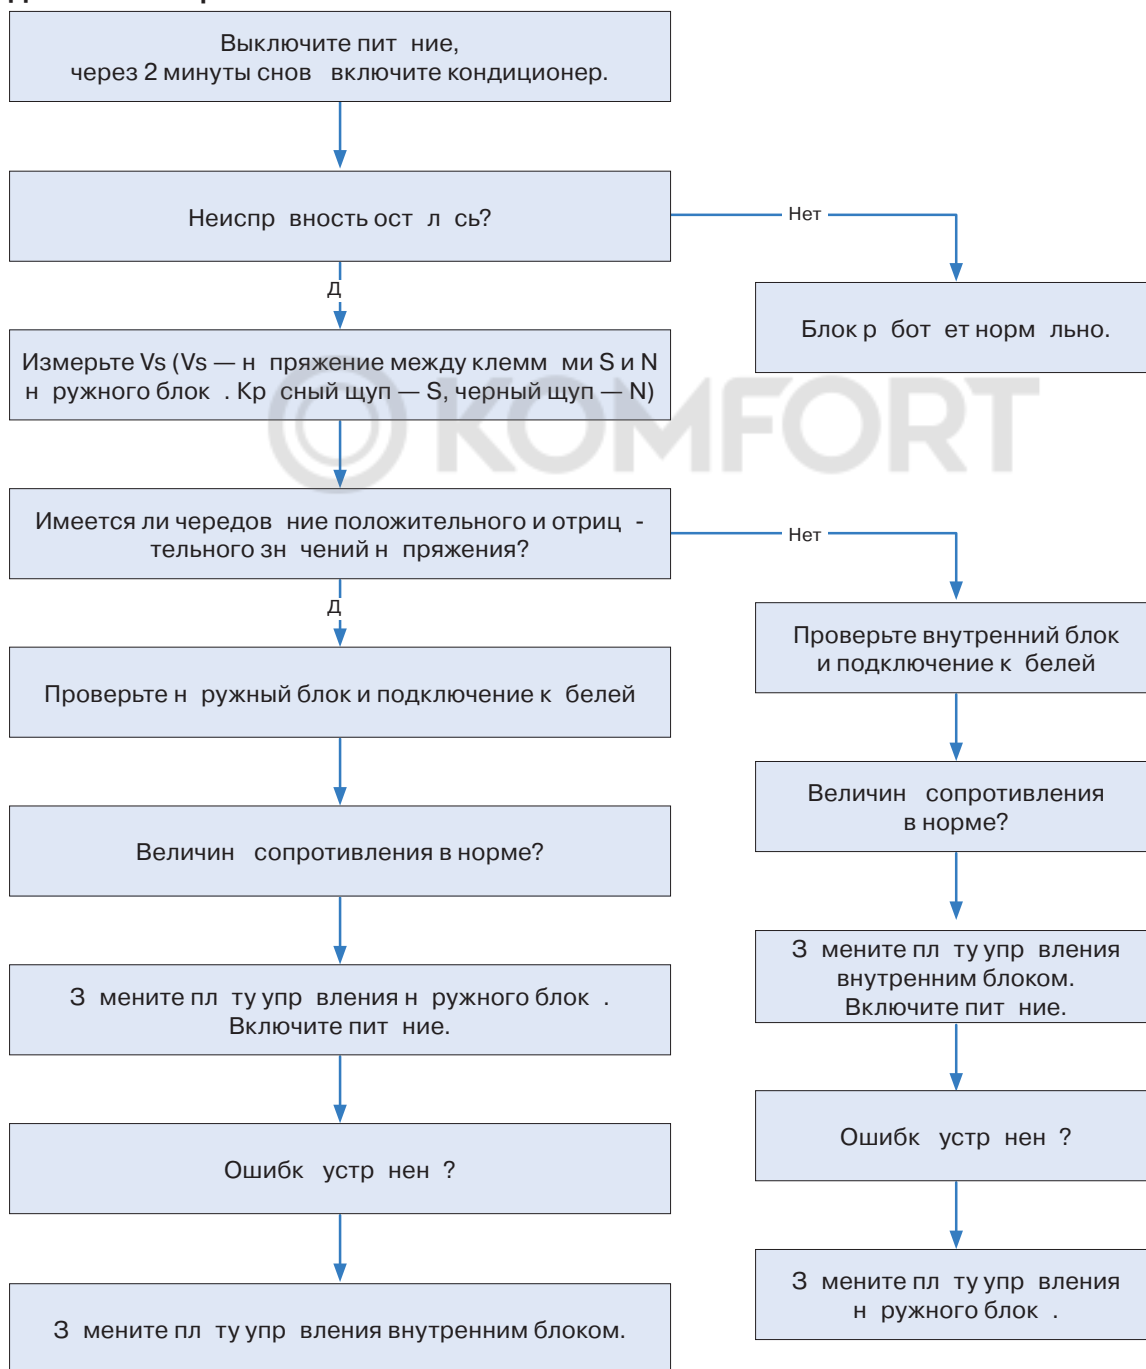 Выключите пит ние,
через 2 минуты снов включите кондиционер.
Неиспр вность ост л сь?
Нет
Д
Блок р бот ет норм льно.
Измерьте Vs (Vs — н пряжение между клемм ми S и N
н ружного блок . Кр сный щуп — S, черный щуп — N)
KOMFORT
Имеется ли чередов ние положительного и отриц -
тельного зн чений н пряжения?
Нет
Д
Проверьте внутренний блок
и подключение к белей
Проверьте н ружный блок и подключение к белей
Величин сопротивления
в норме?
Величин сопротивления в норме?
З мените пл ту упр вления
внутренним блоком.
Включите пит ние.
З мените пл ту упр вления н ружного блок .
Включите пит ние.
Ошибк устр нен ?
Ошибк устр нен ?
З мените пл ту упр вления
н ружного блок .
З мените пл ту упр вления внутренним блоком.